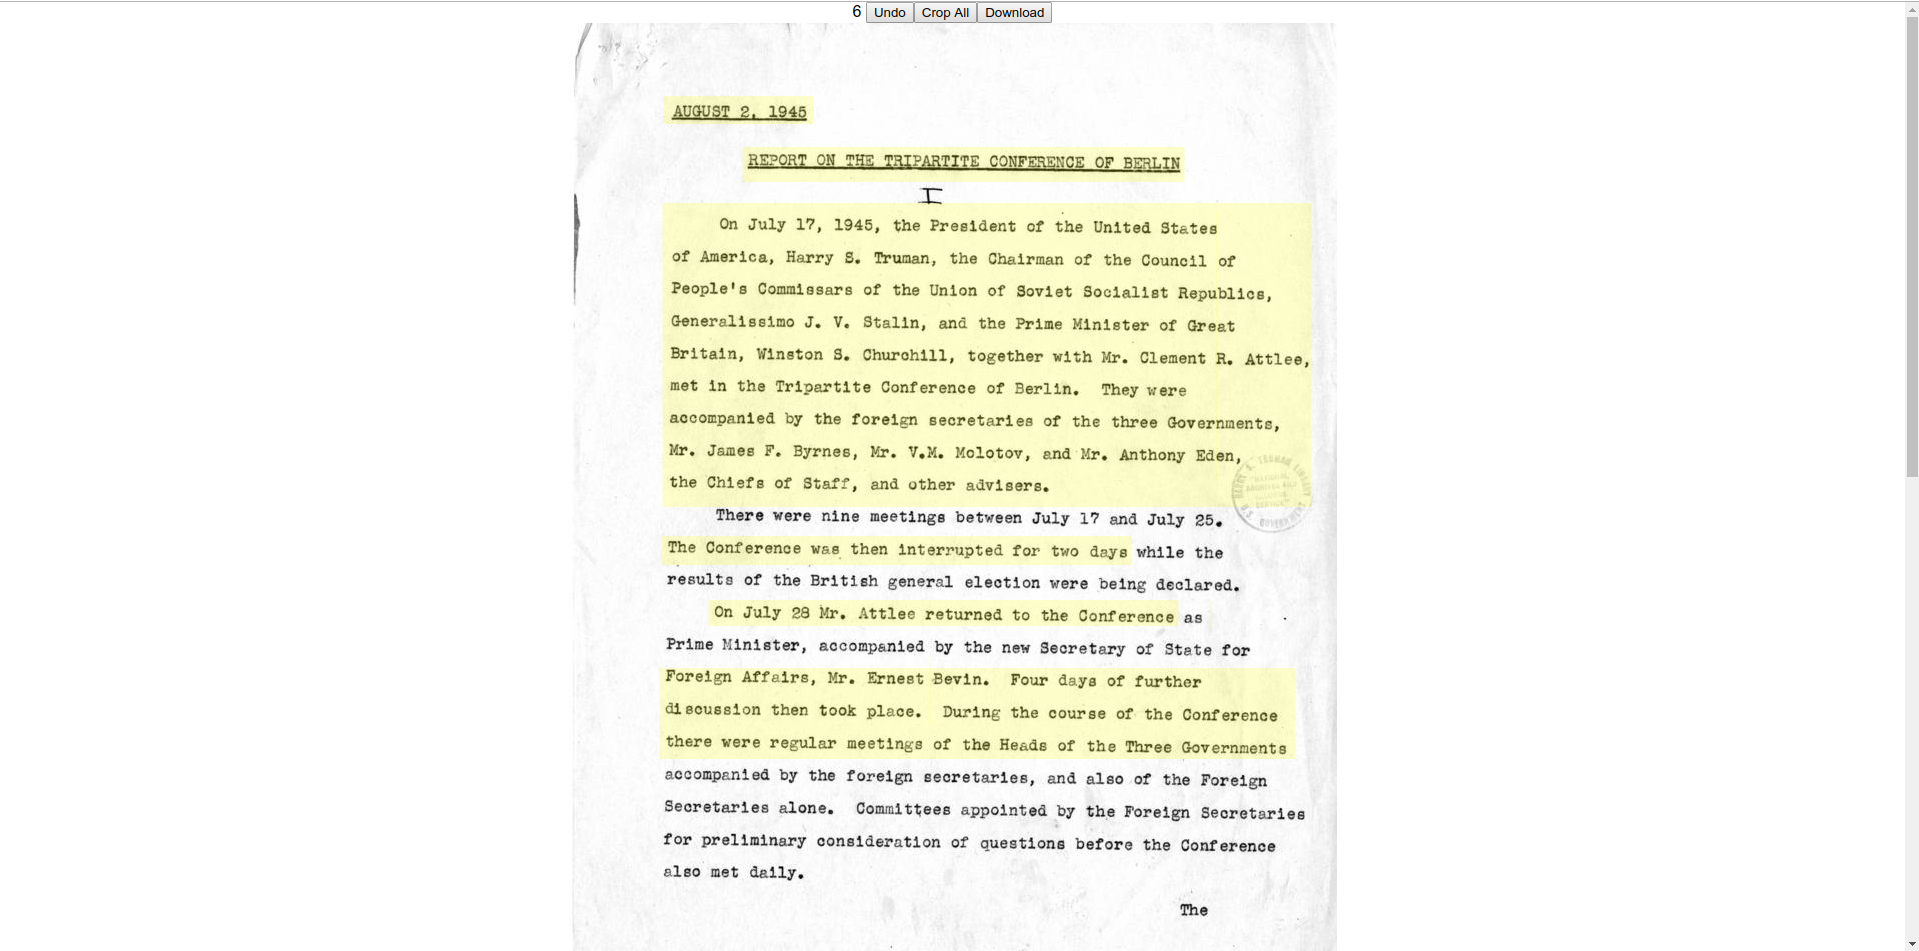 6 Undo Crop All Download
AUGUST 2, 1945
REPORT ON THE TRIPARTITE CONFERENCE OF BERLIN
I
On July 17, 1945, the President of the United States
of America, Harry S. Truman, the Chairman of the Council of
People's Commissars of the Union of Soviet Socialist Republics,
Generalissimo J. V. Stalin, and the Prime Minister of Great
Britain, Winston S. Churchill, together with Mr. Clement R. Attlee,
met in the Tripartite Conference of Berlin. They were
accompanied by the foreign secretaries of the three Governments,
Mr. James F. Byrnes, Mr. V.M. Molotov, and Mr. Anthony Eden,
the Chiefs of Staff, and other advisers.
There were nine meetings between July 17 and July 25.
The Conference was then interrupted for two days while the
results of the British general election were being declared.
On July 28 Mr. Attlee returned to the Conference as
Prime Minister, accompanied by the new Secretary of State for
Foreign Affairs, Mr. Ernest Bevin. Four days of further
discussion then took place. During the course of the Conference
there were regular meetings of the Heads of the Three Governments
accompanied by the foreign secretaries, and also of the Foreign
Secretaries alone. Committees appointed by the Foreign Secretaries
for preliminary consideration of questions before the Conference
also met daily.
The